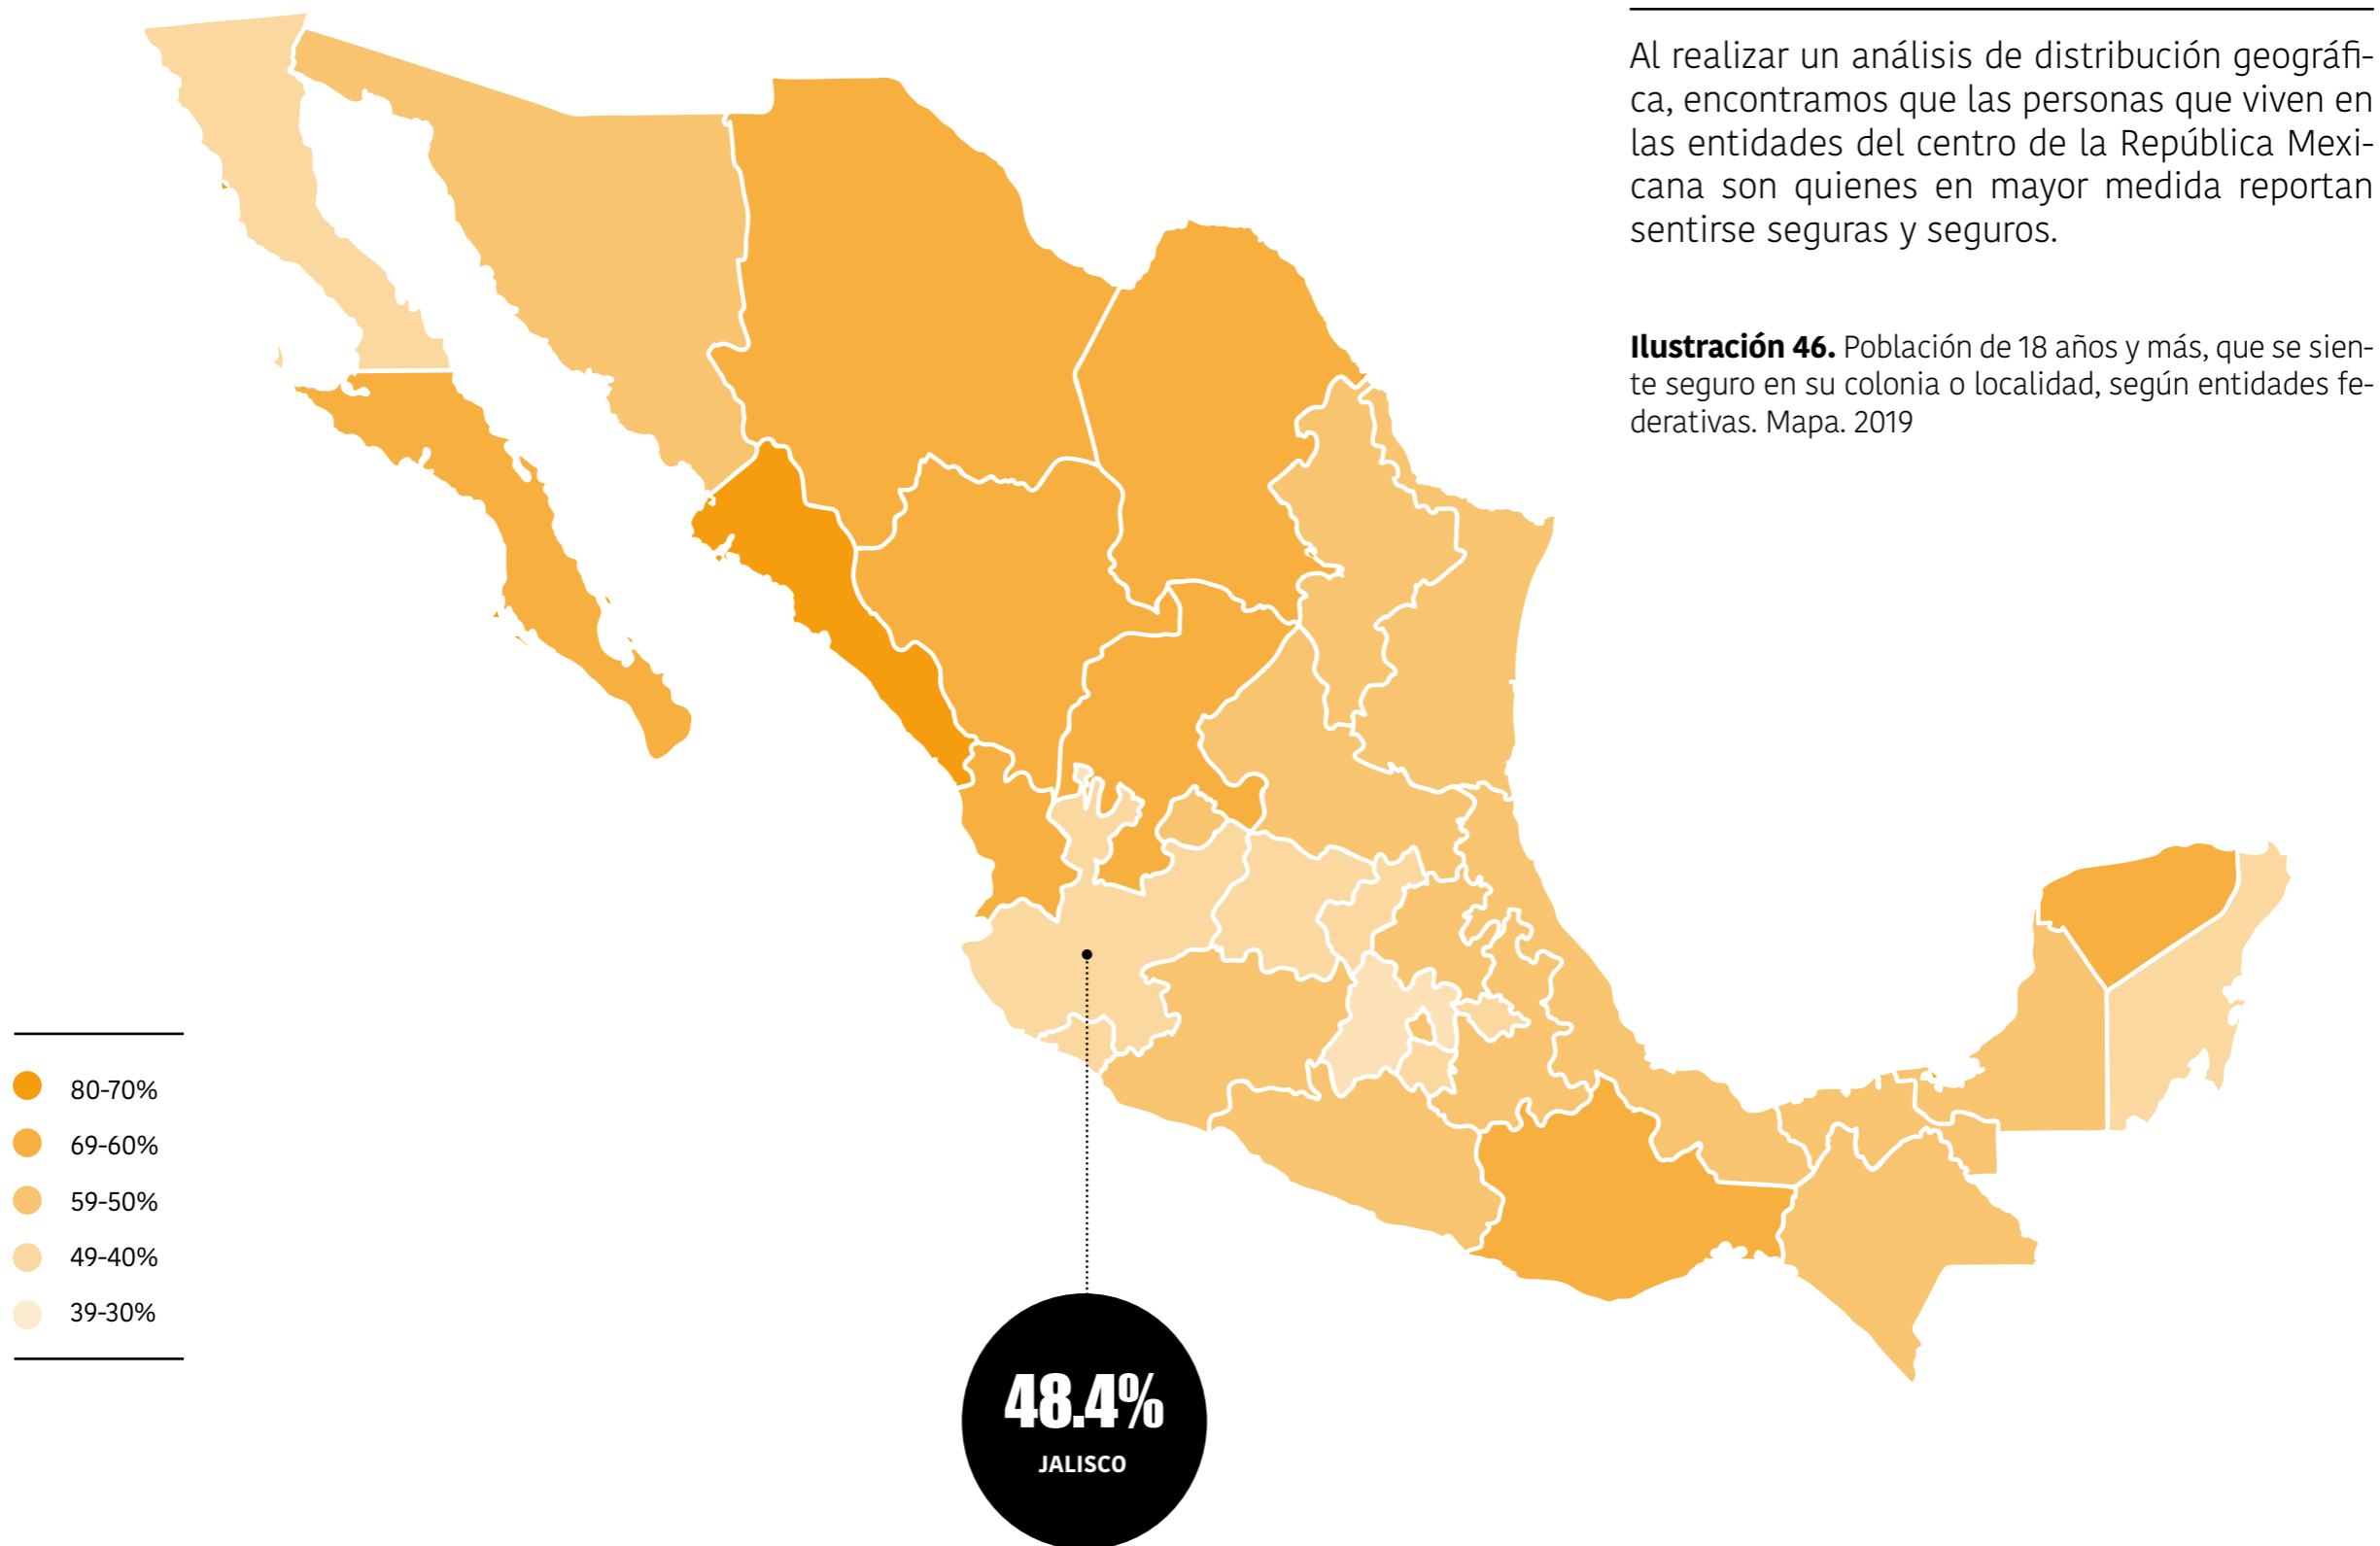 Al realizar un análisis de distribución geográfi-
ca, encontramos que las personas que viven en
las entidades del centro de la República Mexi-
cana son quienes en mayor medida reportan
sentirse seguras y seguros.
Ilustración 46. Población de 18 años y más, que se sien-
te seguro en su colonia o localidad, según entidades fe-
derativas. Mapa. 2019
80-70%
69-60%
59-50%
49-40%
39-30%
48.4%
JALISCO